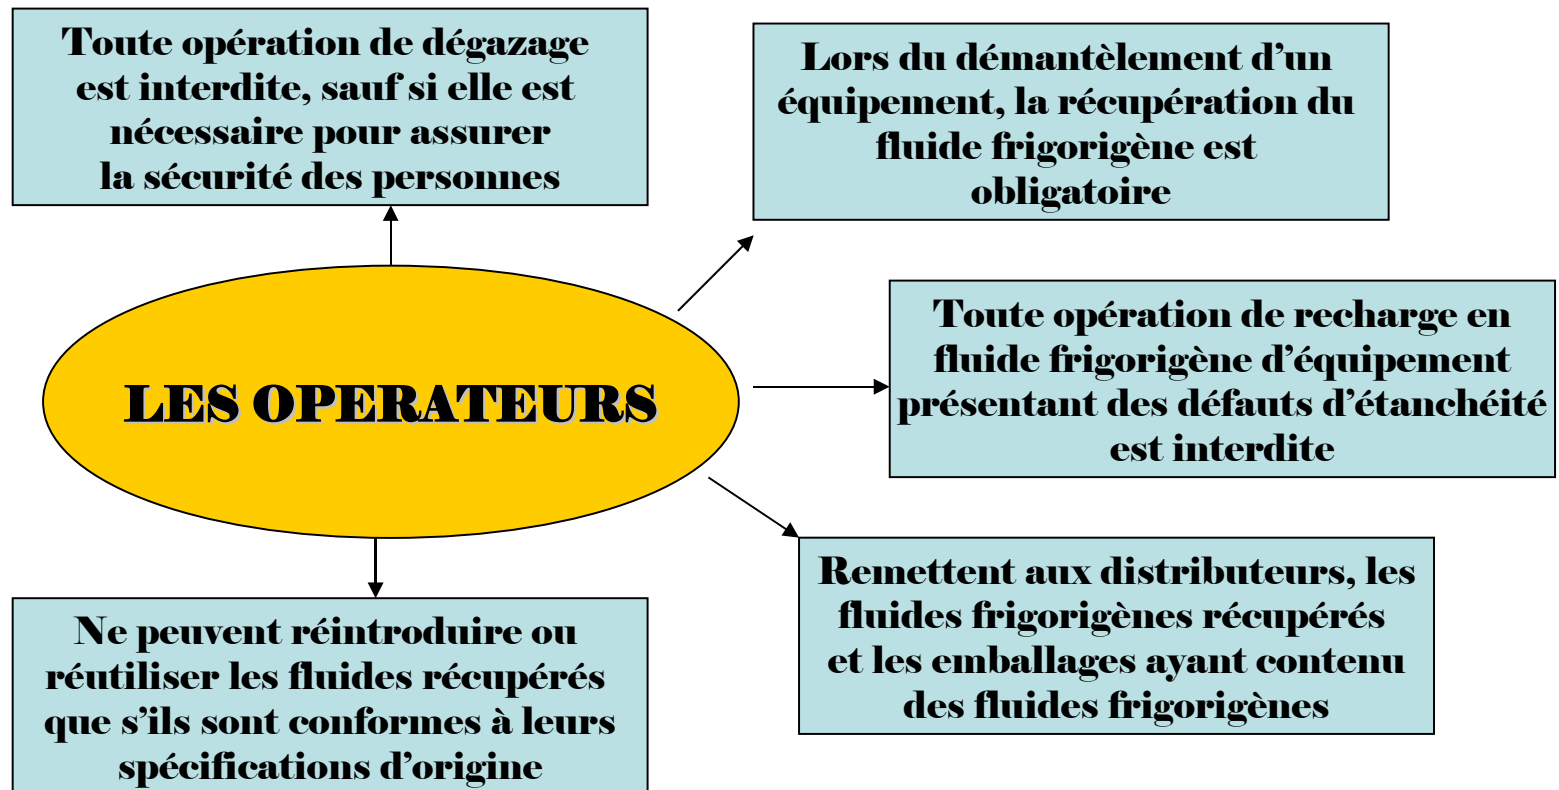 Toute opération de dégazage
est interdite, sauf si elle est
nécessaire pour assurer
la sécurité des personnes
Lors du démantèlement d’un
équipement, la récupération du
fluide frigorigène est
obligatoire
LES OPERATEURS
Toute opération de recharge en
fluide frigorigène d’équipement
présentant des défauts d’étanchéité
est interdite
Remettent aux distributeurs, les
fluides frigorigènes récupérés
et les emballages ayant contenu
des fluides frigorigènes
Ne peuvent réintroduire ou
réutiliser les fluides récupérés
que s’ils sont conformes à leurs
spécifications d’origine